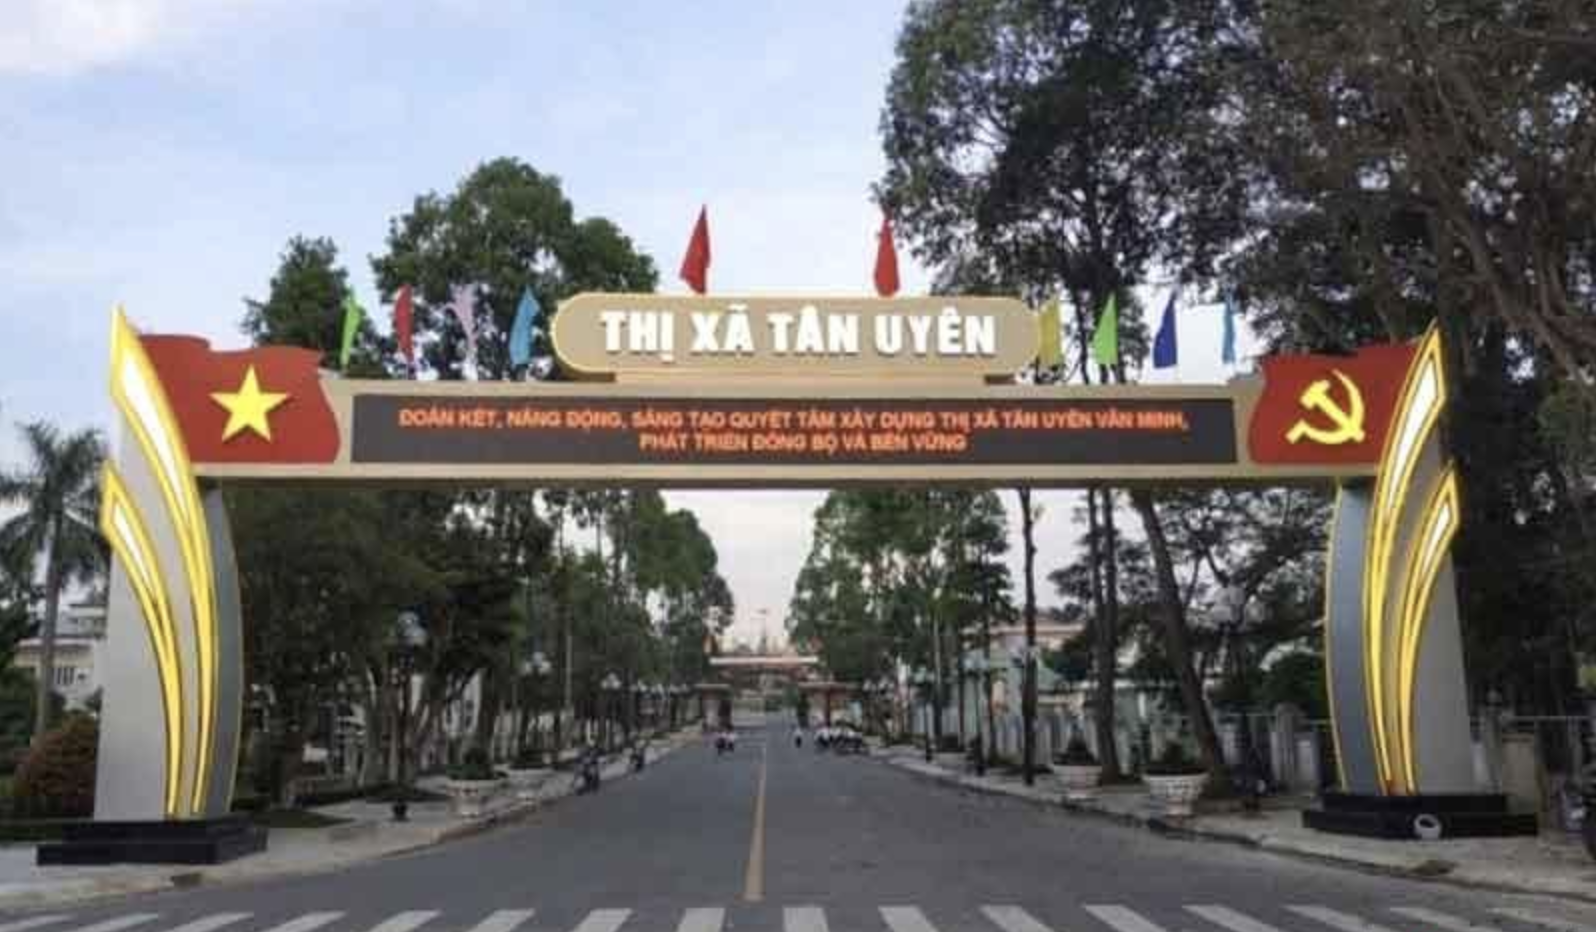 THỊ XÃ TÂN UYÊN
ĐOÀN KẾT, NĂNG ĐỘNG, SÁNG TẠO QUYẾT TÂM XÂY DỰNG THỊ XÃ TÂN UYÊN VĂN MINH,
PHÁT TRIỂN ĐỒNG BỘ VÀ BỀN VỮNG